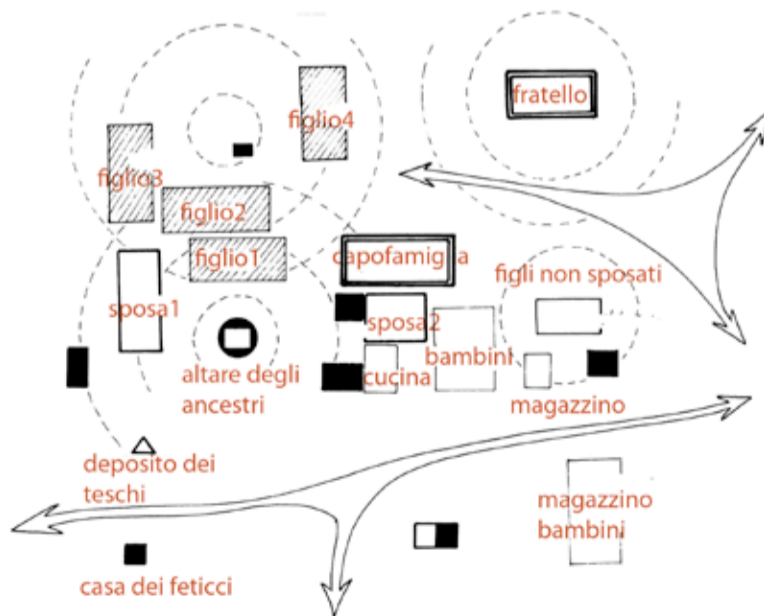 fratello
figlio4
figlio3
figlio2
figlio1
capofamiglia
figli non sposati
sposa1
sposa2
bambini
altare degli
ancestri
cucina
magazzino
deposito dei
teschi
magazzino
bambini
casa dei feticci